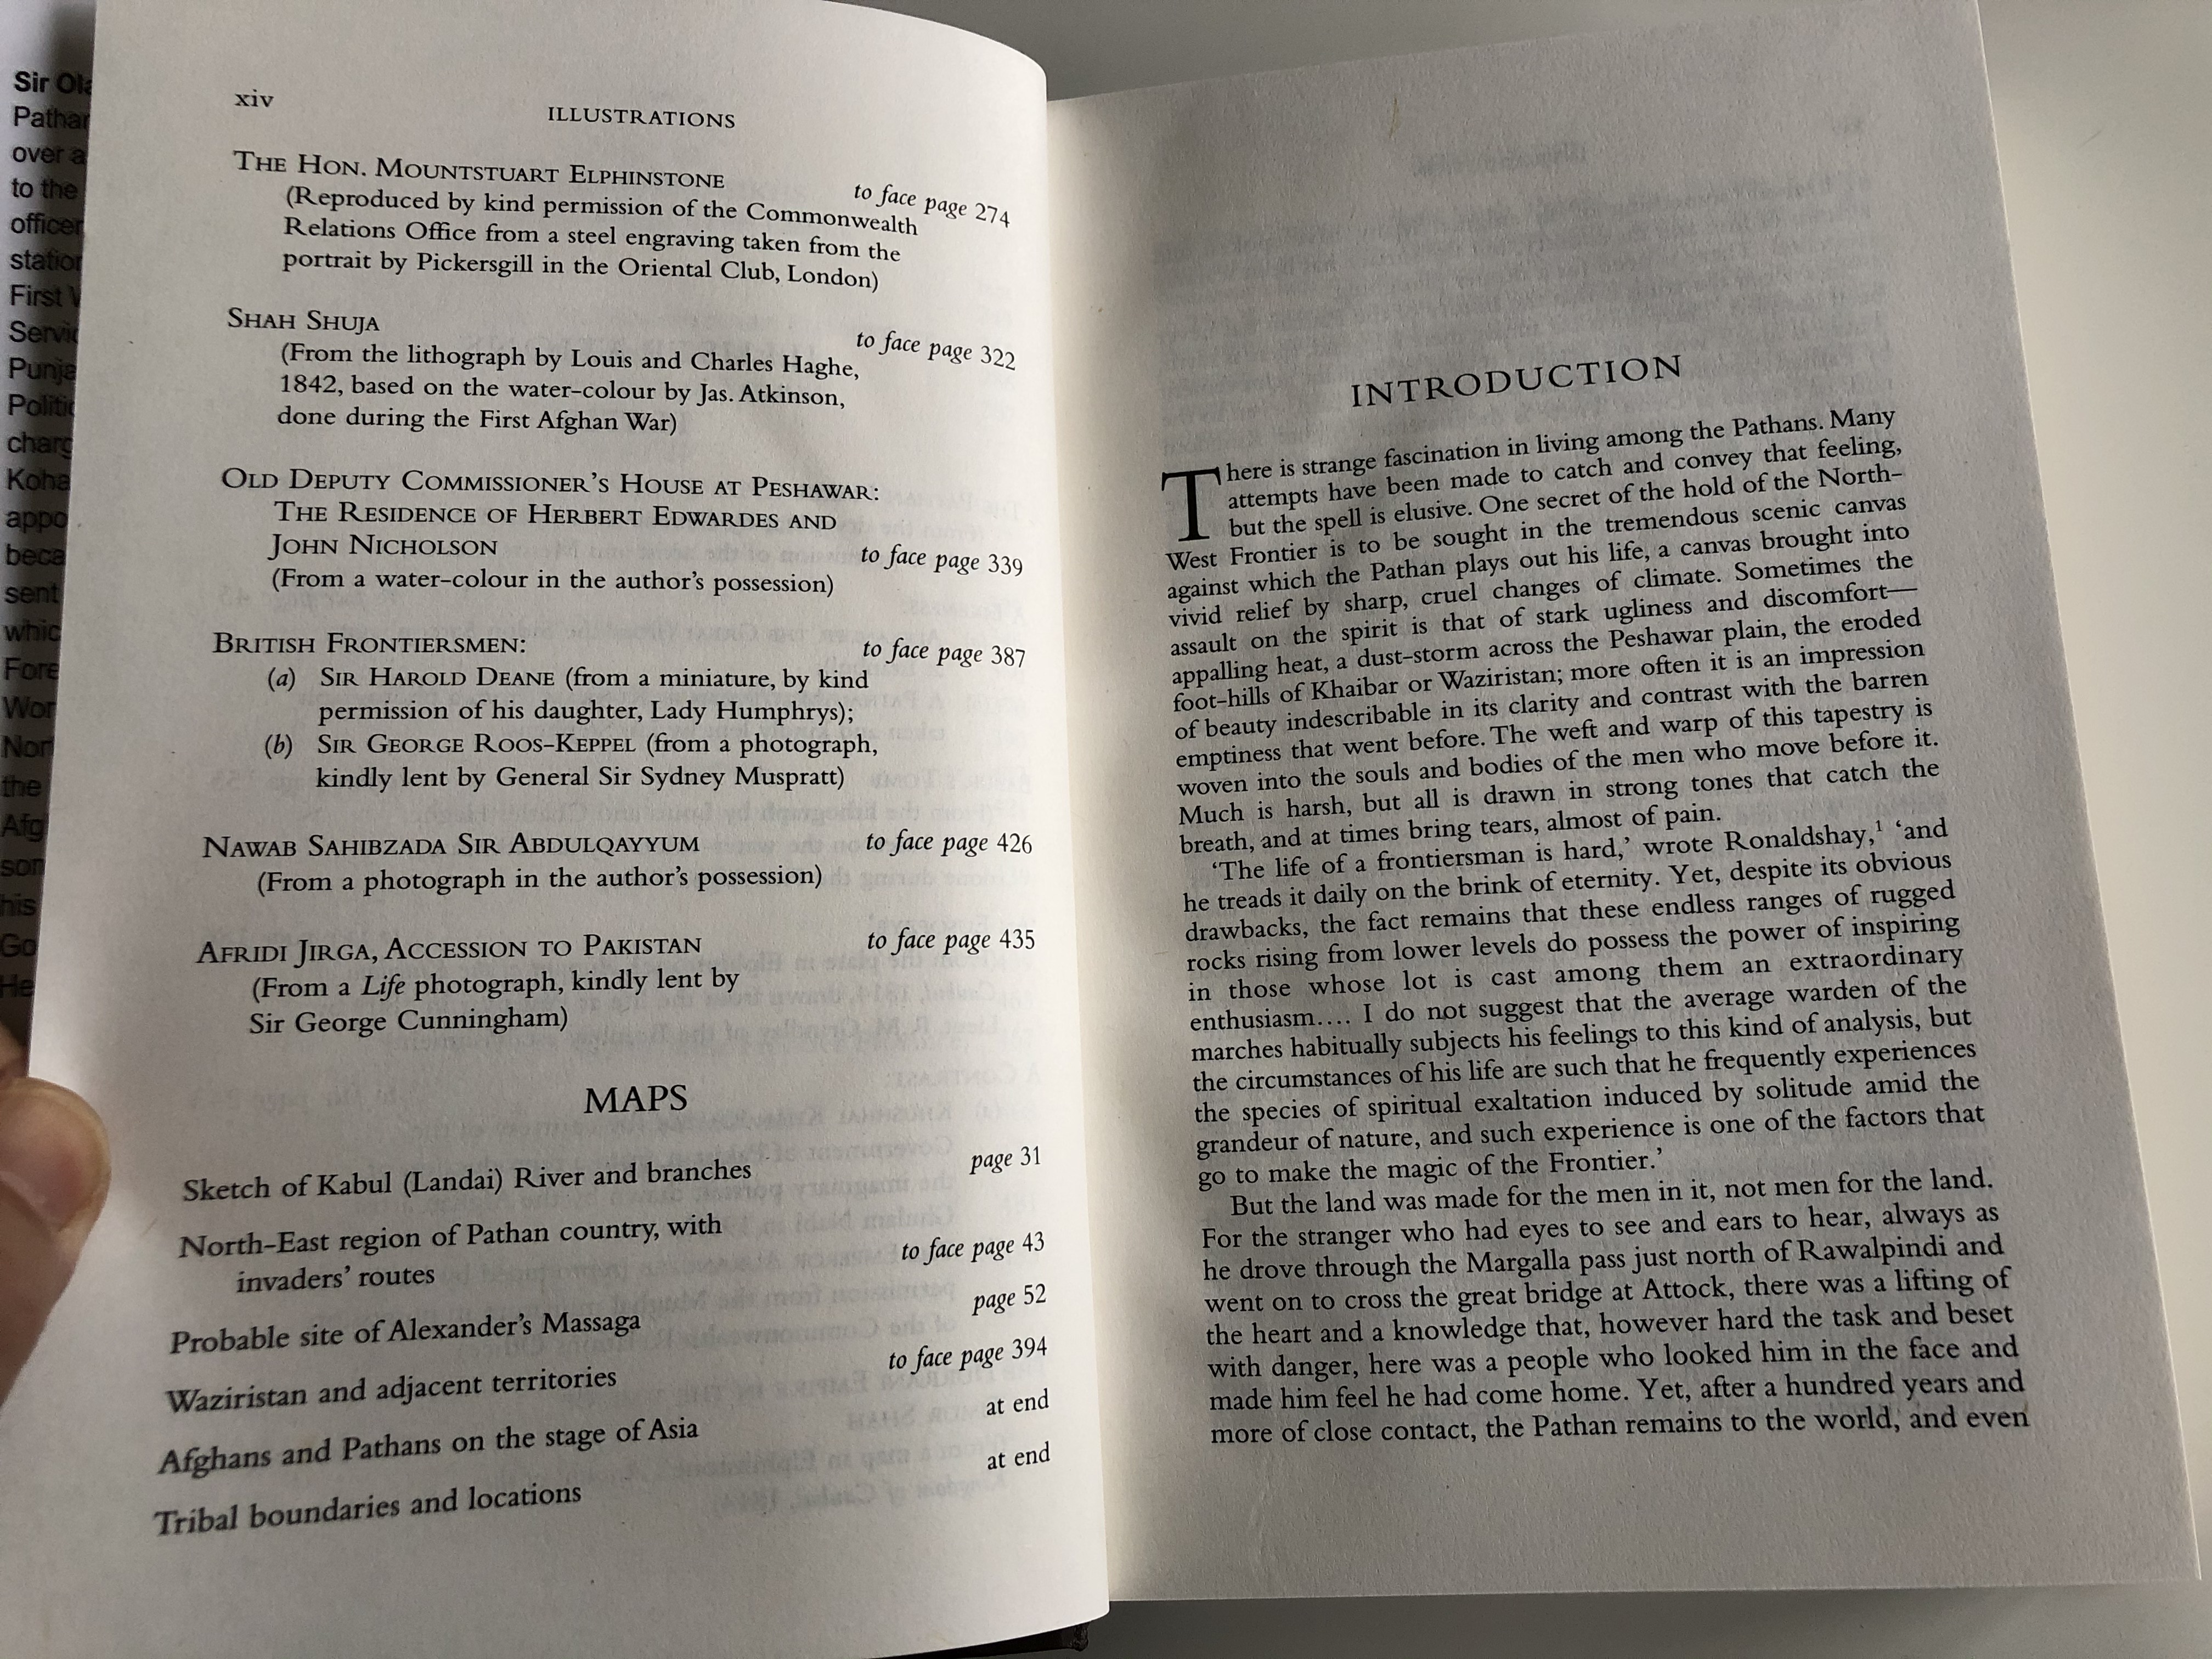 Sir Ol
Pathan
over a
to the
officer
station
First
Servi
Punja
Politic
charg
Koha
appo
beca
sent
whic
Fore
Wor
Nor
the
Afg
son
his
Go
He
xiv
ILLUSTRATIONS
THE HON. MOUNTSTUART ELPHINSTONE to face page 274
(Reproduced by kind permission of the Commonwealth
Relations Office from a steel engraving taken from the
portrait by Pickersgill in the Oriental Club, London)
SHAH SHUJA to face page 322
(From the lithograph by Louis and Charles Haghe,
1842, based on the water-colour by Jas. Atkinson,
done during the First Afghan War)
OLD DEPUTY COMMISSIONER'S HOUSE AT PESHAWAR:
THE RESIDENCE OF HERBERT EDWARDES AND
JOHN NICHOLSON to face page 339
(From a water-colour in the author's possession)
BRITISH FRONTIERSMEN: to face page 387
(a) SIR HAROLD DEANE (from a miniature, by kind
permission of his daughter, Lady Humphrys);
(b) SIR GEORGE ROOS-KEPPEL (from a photograph,
kindly lent by General Sir Sydney Muspratt)
NAWAB SAHIBZADA SIR ABDULQAYYUM to face page 426
(From a photograph in the author's possession)
AFRIDI JIRGA, ACCESSION TO PAKISTAN to face page 435
(From a Life photograph, kindly lent by
Sir George Cunningham)
MAPS
Sketch of Kabul (Landai) River and branches page 31
North-East region of Pathan country, with
invaders' routes to face page 43
Probable site of Alexander's Massaga page 52
Waziristan and adjacent territories to face page 394
Afghans and Pathans on the stage of Asia at end
Tribal boundaries and locations at end
INTRODUCTION
There is strange fascination in living among the Pathans. Many
attempts have been made to catch and convey that feeling,
but the spell is elusive. One secret of the hold of the North-
West Frontier is to be sought in the tremendous scenic canvas
against which the Pathan plays out his life, a canvas brought into
vivid relief by sharp, cruel changes of climate. Sometimes the
assault on the spirit is that of stark ugliness and discomfort—
appalling heat, a dust-storm across the Peshawar plain, the eroded
foot-hills of Khaibar or Waziristan; more often it is an impression
of beauty indescribable in its clarity and contrast with the barren
emptiness that went before. The weft and warp of this tapestry is
woven into the souls and bodies of the men who move before it.
Much is harsh, but all is drawn in strong tones that catch the
breath, and at times bring tears, almost of pain.
'The life of a frontiersman is hard,' wrote Ronaldshay,¹ 'and
he treads it daily on the brink of eternity. Yet, despite its obvious
drawbacks, the fact remains that these endless ranges of rugged
rocks rising from lower levels do possess the power of inspiring
in those whose lot is cast among them an extraordinary
enthusiasm.... I do not suggest that the average warden of the
marches habitually subjects his feelings to this kind of analysis, but
the circumstances of his life are such that he frequently experiences
the species of spiritual exaltation induced by solitude amid the
grandeur of nature, and such experience is one of the factors that
go to make the magic of the Frontier.'
But the land was made for the men in it, not men for the land.
For the stranger who had eyes to see and ears to hear, always as
he drove through the Margalla pass just north of Rawalpindi and
went on to cross the great bridge at Attock, there was a lifting of
the heart and a knowledge that, however hard the task and beset
with danger, here was a people who looked him in the face and
made him feel he had come home. Yet, after a hundred years and
more of close contact, the Pathan remains to the world, and even